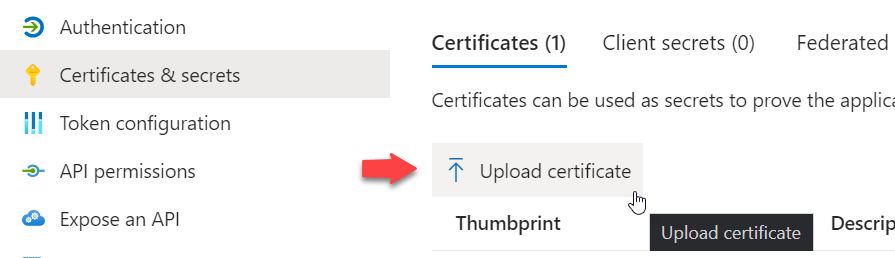 Authentication
Certificates & secrets
Token configuration
API permissions
Expose an API
Certificates (1) Client secrets (0) Federated
Certificates can be used as secrets to prove the applica
Upload certificate
Thumbprint Descrip
Upload certificate